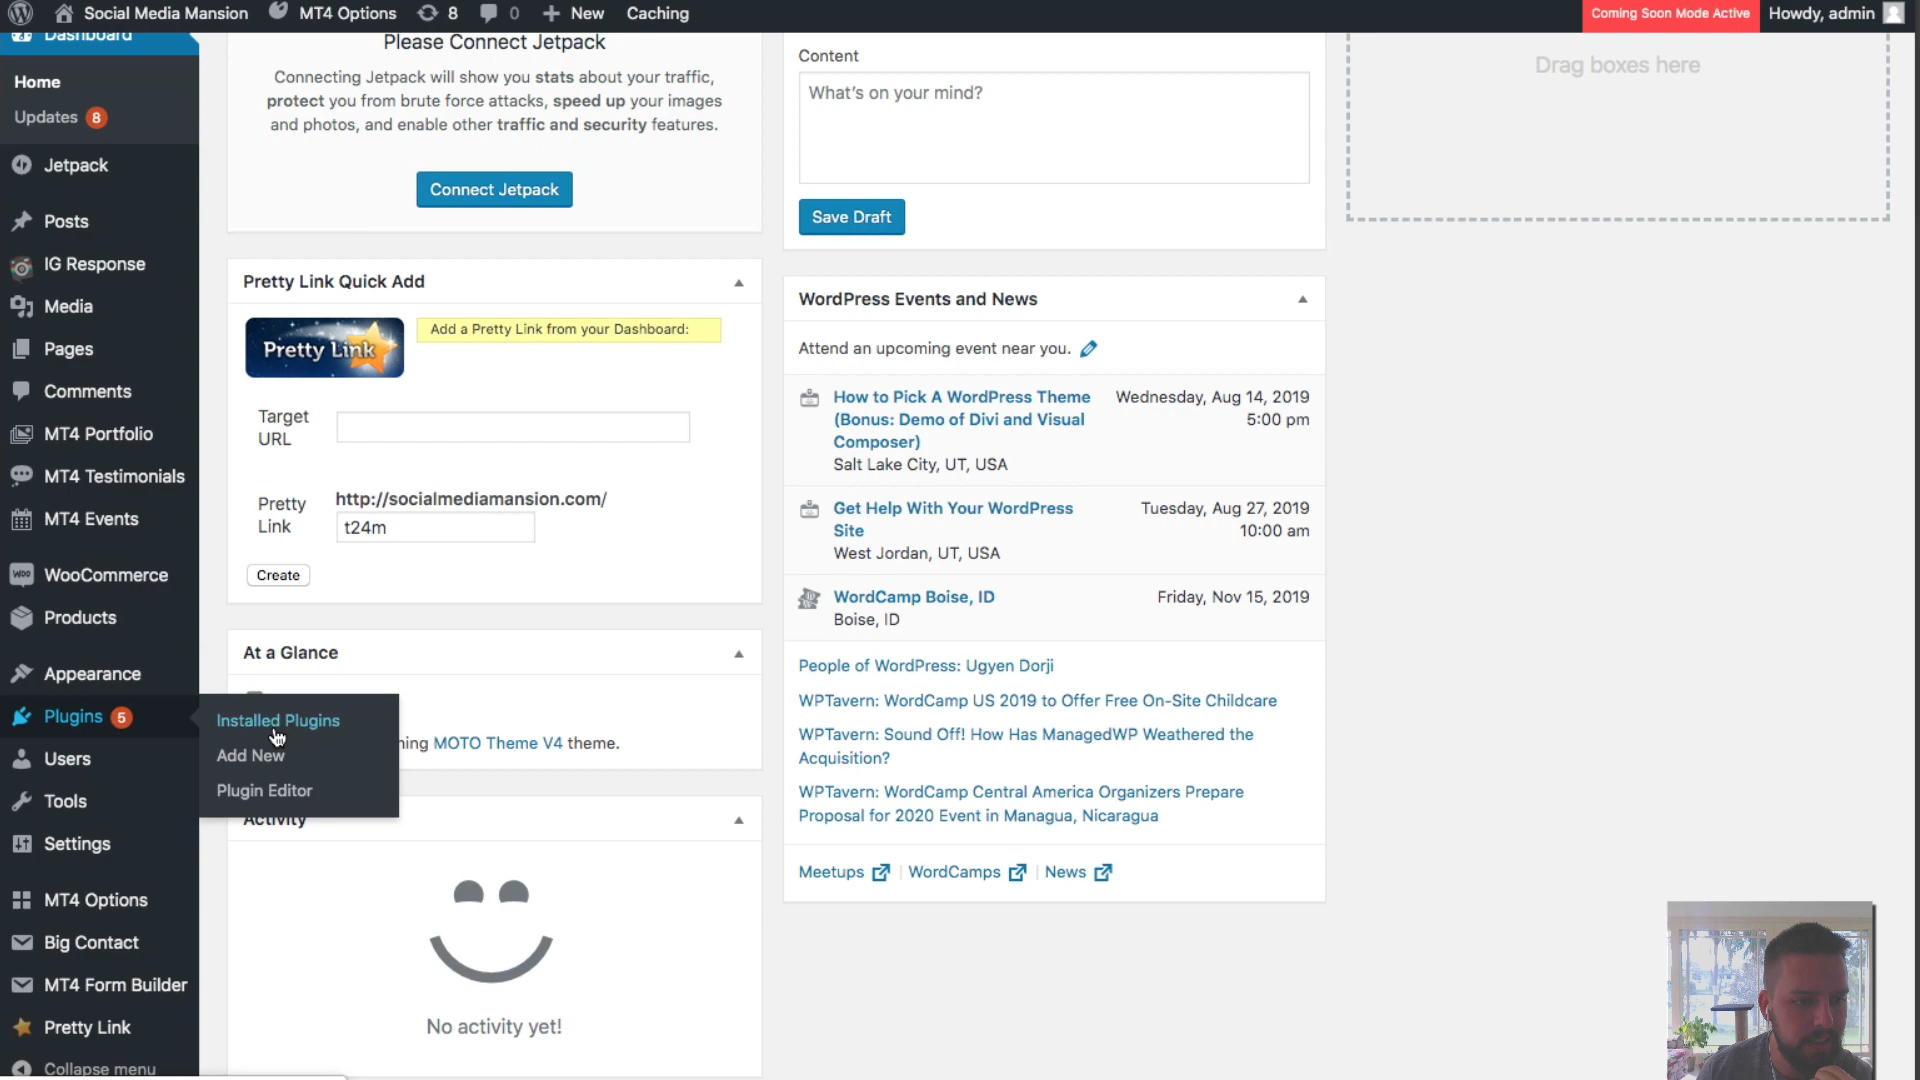 Social Media Mansion
MT4 Options
8
0
New
Caching
Coming Soon Mode Active
Howdy, admin
Dashboard
Home
Updates 8
Jetpack
Posts
IG Response
Media
Pages
Comments
MT4 Portfolio
MT4 Testimonials
MT4 Events
WooCommerce
Products
Appearance
Plugins 5
Users
Tools
Settings
MT4 Options
Big Contact
MT4 Form Builder
Pretty Link
Collapse menu
Installed Plugins
Add New
Plugin Editor
Please Connect Jetpack
Connecting Jetpack will show you stats about your traffic,
protect you from brute force attacks, speed up your images
and photos, and enable other traffic and security features.
Connect Jetpack
Pretty Link Quick Add
Pretty Link
Add a Pretty Link from your Dashboard:
Target
URL
Pretty
Link
http://socialmediamansion.com/
t24m
Create
At a Glance
MOTO Theme V4 theme.
Activity
No activity yet!
Content
What's on your mind?
Save Draft
WordPress Events and News
Attend an upcoming event near you.
How to Pick A WordPress Theme
(Bonus: Demo of Divi and Visual
Composer)
Salt Lake City, UT, USA
Wednesday, Aug 14, 2019
5:00 pm
Get Help With Your WordPress
Site
West Jordan, UT, USA
Tuesday, Aug 27, 2019
10:00 am
WordCamp Boise, ID
Boise, ID
Friday, Nov 15, 2019
People of WordPress: Ugyen Dorji
WPTavern: WordCamp US 2019 to Offer Free On-Site Childcare
WPTavern: Sound Off! How Has ManagedWP Weathered the
Acquisition?
WPTavern: WordCamp Central America Organizers Prepare
Proposal for 2020 Event in Managua, Nicaragua
Meetups | WordCamps | News
Drag boxes here